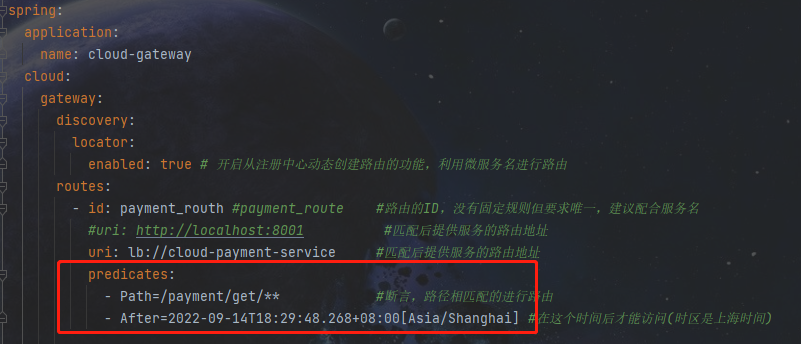 spring:
application:
name: cloud-gateway
cloud:
gateway:
discovery:
locator:
enabled: true # 开启从注册中心动态创建路由的功能，利用微服务名进行路由
routes:
- id: payment_routh #payment_route #路由的ID，没有固定规则但要求唯一，建议配合服务名
#uri: http://localhost:8001 #匹配后提供服务的路由地址
uri: lb://cloud-payment-service #匹配后提供服务的路由地址
predicates:
- Path=/payment/get/** #断言，路径相匹配的进行路由
- After=2022-09-14T18:29:48.268+08:00[Asia/Shanghai] #在这个时间后才能访问(时区是上海时间)